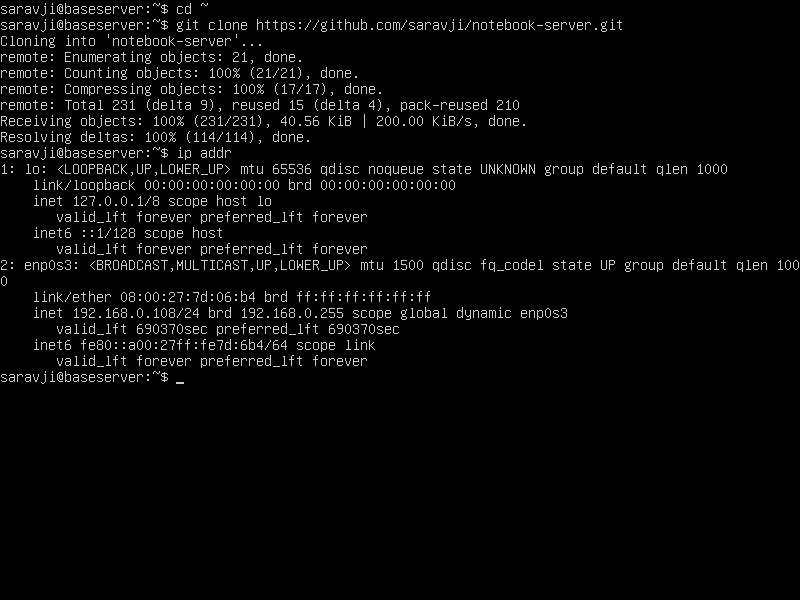 saravji@baseserver:~$ cd ~
saravji@baseserver:~$ git clone https://github.com/saravji/notebook-server.git
Cloning into 'notebook-server'...
remote: Enumerating objects: 21, done.
remote: Counting objects: 100% (21/21), done.
remote: Compressing objects: 100% (17/17), done.
remote: Total 231 (delta 9), reused 15 (delta 4), pack-reused 210
Receiving objects: 100% (231/231), 40.56 KiB | 200.00 KiB/s, done.
Resolving deltas: 100% (114/114), done.
saravji@baseserver:~$ ip addr
1: lo: <LOOPBACK,UP,LOWER_UP> mtu 65536 qdisc noqueue state UNKNOWN group default qlen 1000
    link/loopback 00:00:00:00:00:00 brd 00:00:00:00:00:00
    inet 127.0.0.1/8 scope host lo
       valid_lft forever preferred_lft forever
    inet6 ::1/128 scope host
       valid_lft forever preferred_lft forever
2: enp0s3: <BROADCAST,MULTICAST,UP,LOWER_UP> mtu 1500 qdisc fq_codel state UP group default qlen 100
0
    link/ether 08:00:27:7d:06:b4 brd ff:ff:ff:ff:ff:ff
    inet 192.168.0.108/24 brd 192.168.0.255 scope global dynamic enp0s3
       valid_lft 690370sec preferred_lft 690370sec
    inet6 fe80::a00:27ff:fe7d:6b4/64 scope link
       valid_lft forever preferred_lft forever
saravji@baseserver:~$ _